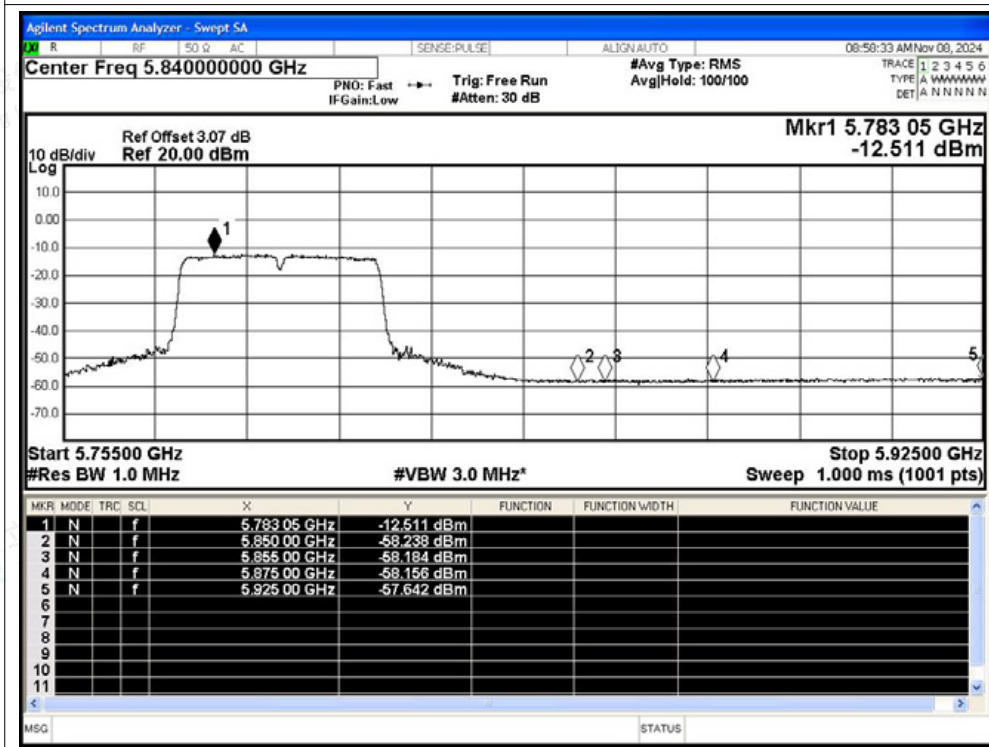 Agilent Spectrum Analyzer - Swept SA
LXI R RF 50 Ω AC SENSE:PULSE ALIGN AUTO 08:58:33 AM Nov 08, 2024
Center Freq 5.840000000 GHz #Avg Type: RMS TRACE 1 2 3 4 5 6
PNO: Fast Trig: Free Run Avg|Hold: 100/100 TYPE A WWWWW
IFGain:Low #Atten: 30 dB DET A N N N N N
Mkr1 5.783 05 GHz
Ref Offset 3.07 dB
10 dB/div Ref 20.00 dBm -12.511 dBm
Log
10.0
0.00
1
-10.0
-20.0
-30.0
-40.0
-50.0
2 3 4 5
-60.0
-70.0
Start 5.75500 GHz Stop 5.92500 GHz
#Res BW 1.0 MHz #VBW 3.0 MHz* Sweep 1.000 ms (1001 pts)
MKR MODE TRC SCL X Y FUNCTION FUNCTION WIDTH FUNCTION VALUE
1 N f 5.783 05 GHz -12.511 dBm
2 N f 5.850 00 GHz -58.238 dBm
3 N f 5.855 00 GHz -58.184 dBm
4 N f 5.875 00 GHz -58.156 dBm
5 N f 5.925 00 GHz -57.642 dBm
6
7
8
9
10
11
MSG STATUS